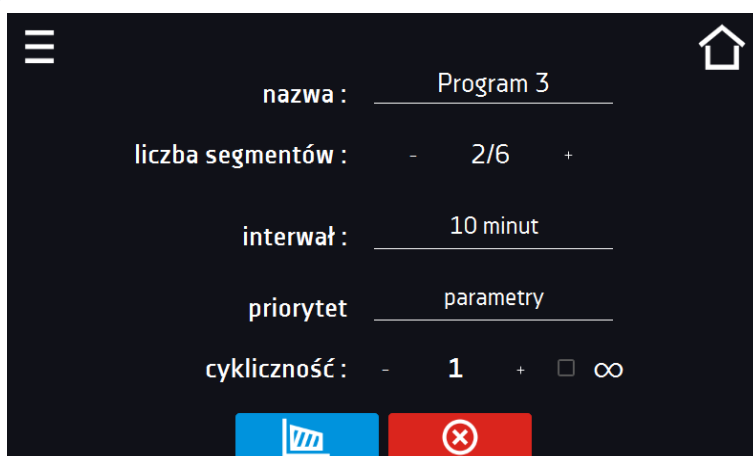 nazwa : Program 3
liczba segmentów : - 2/6 +
interwał : 10 minut
priorytet parametry
cykliczność : - 1 + ∞